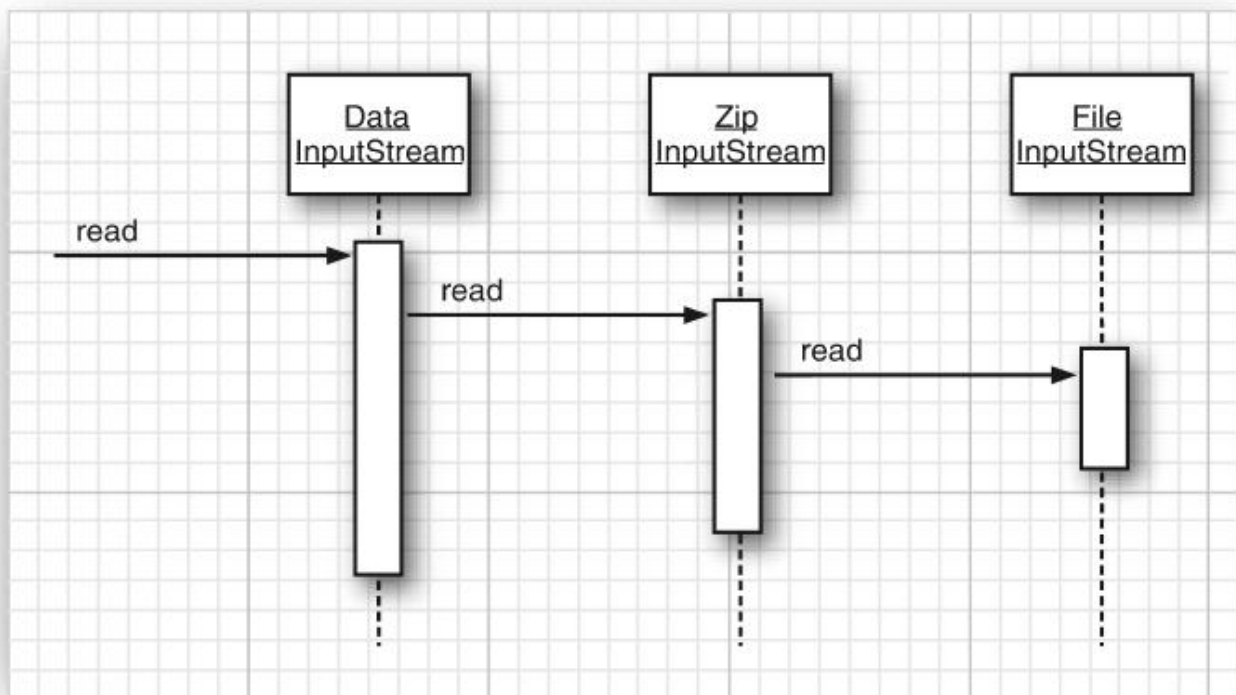 Data
InputStream
Zip
InputStream
File
InputStream
read
read
read